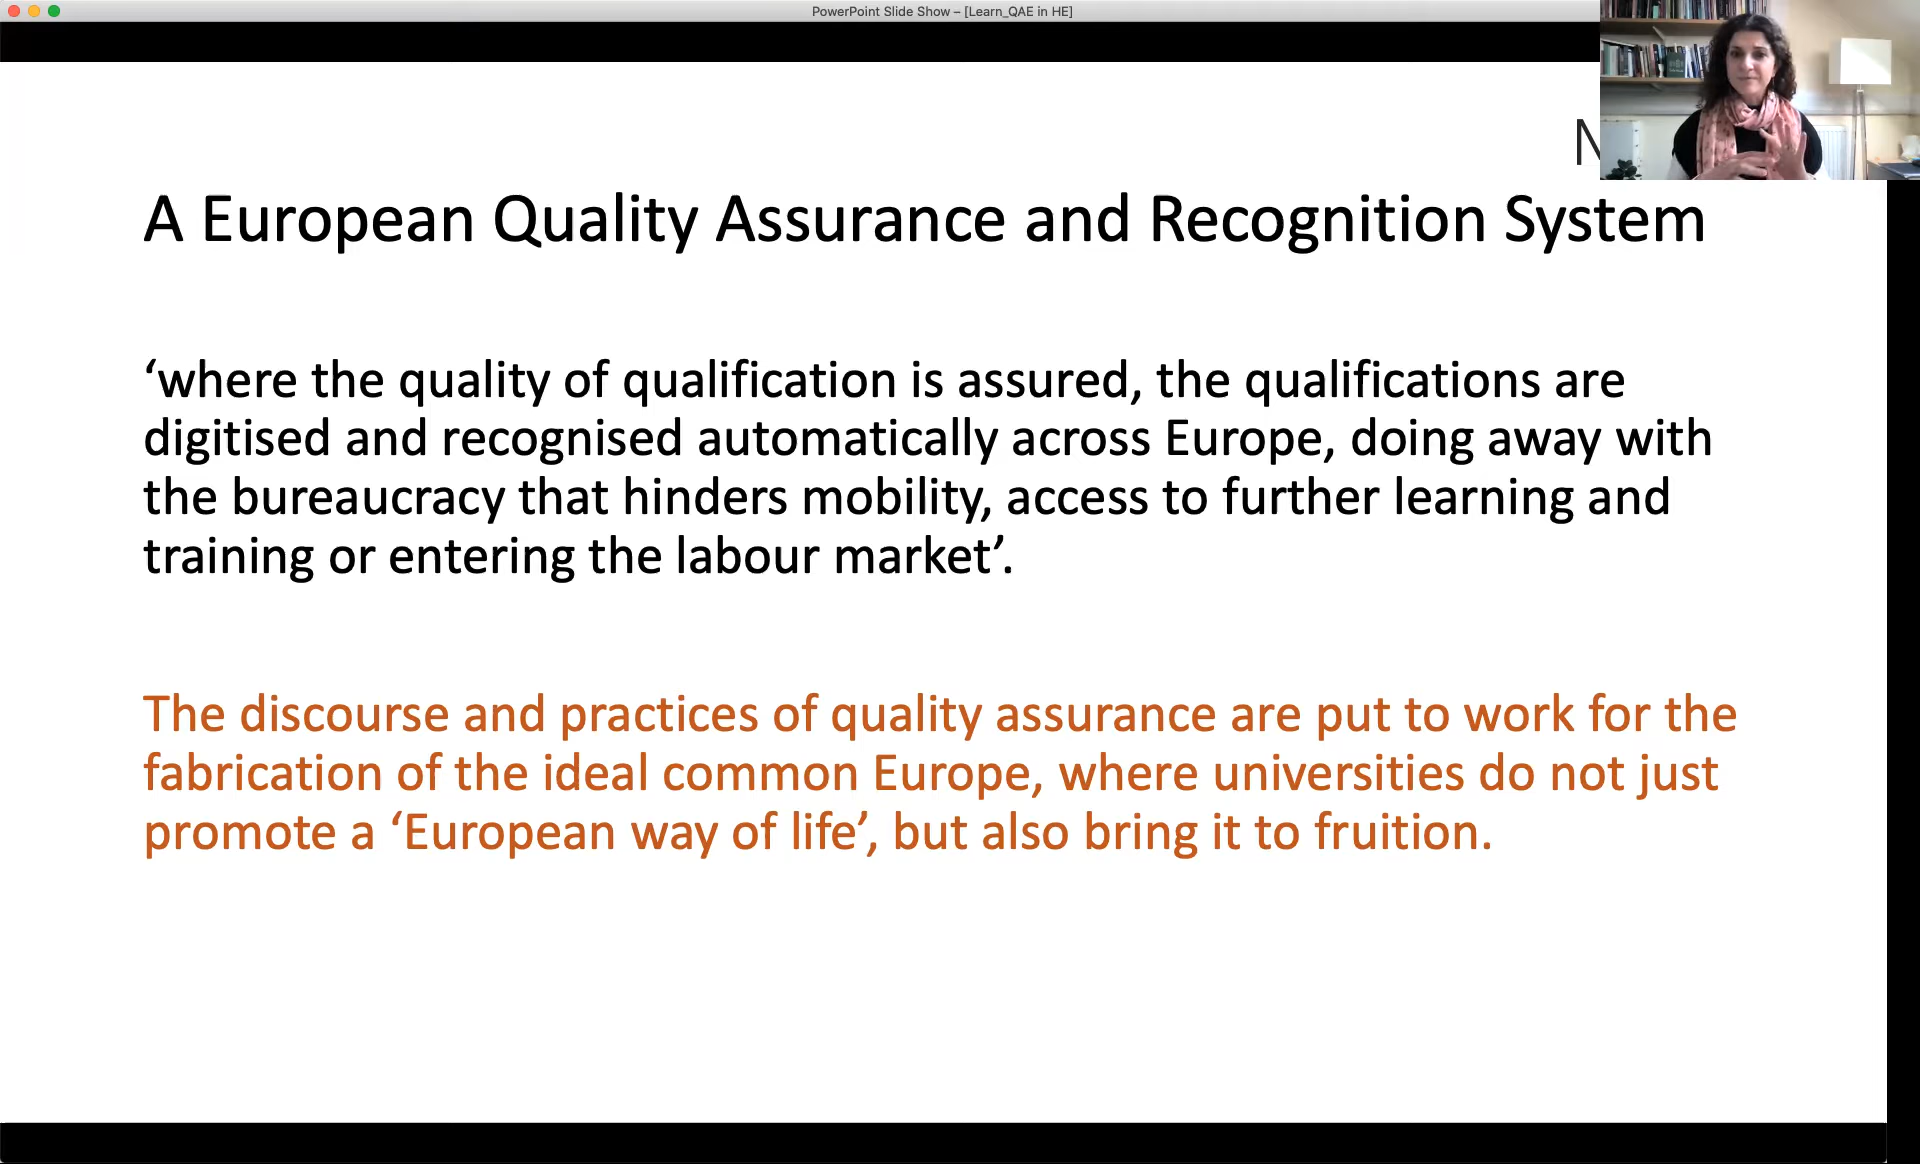 PowerPoint Slide Show – [Learn_QAE in HE]
A European Quality Assurance and Recognition System
‘where the quality of qualification is assured, the qualifications are
digitised and recognised automatically across Europe, doing away with
the bureaucracy that hinders mobility, access to further learning and
training or entering the labour market’.
The discourse and practices of quality assurance are put to work for the
fabrication of the ideal common Europe, where universities do not just
promote a ‘European way of life’, but also bring it to fruition.